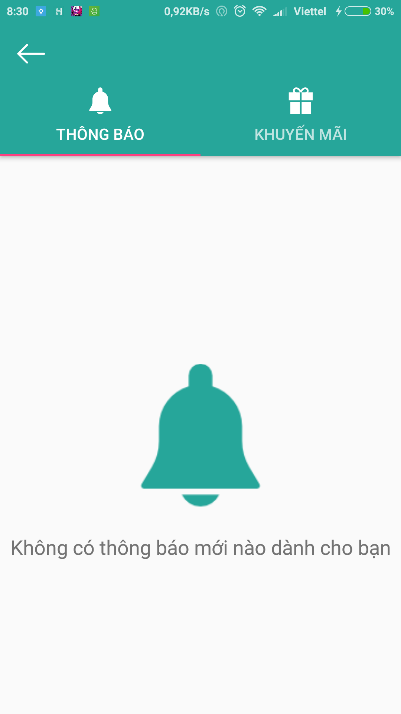 8:30 0,92KB/s Viettel 30%
THÔNG BÁO KHUYẾN MÃI
Không có thông báo mới nào dành cho bạn